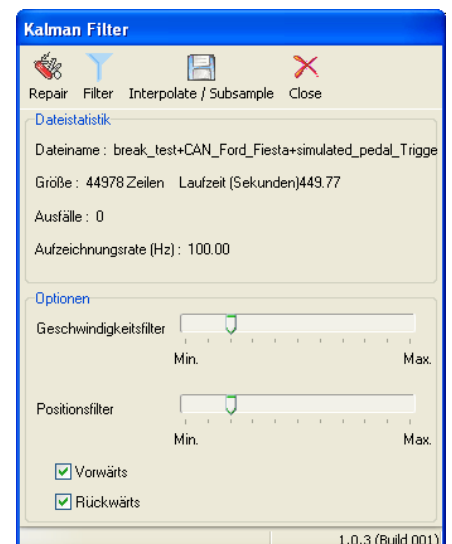 Kalman Filter
Repair Filter Interpolate / Subsample Close
Dateistatistik
Dateiname : break_test+CAN_Ford_Fiesta+simulated_pedal_Trigge
Größe : 44978 Zeilen Laufzeit (Sekunden)449.77
Ausfälle : 0
Aufzeichnungsrate (Hz) : 100.00
Optionen
Geschwindigkeitsfilter
Min. Max.
Positionsfilter
Min. Max.
Vorwärts
Rückwärts
1.0.3 (Build 001)